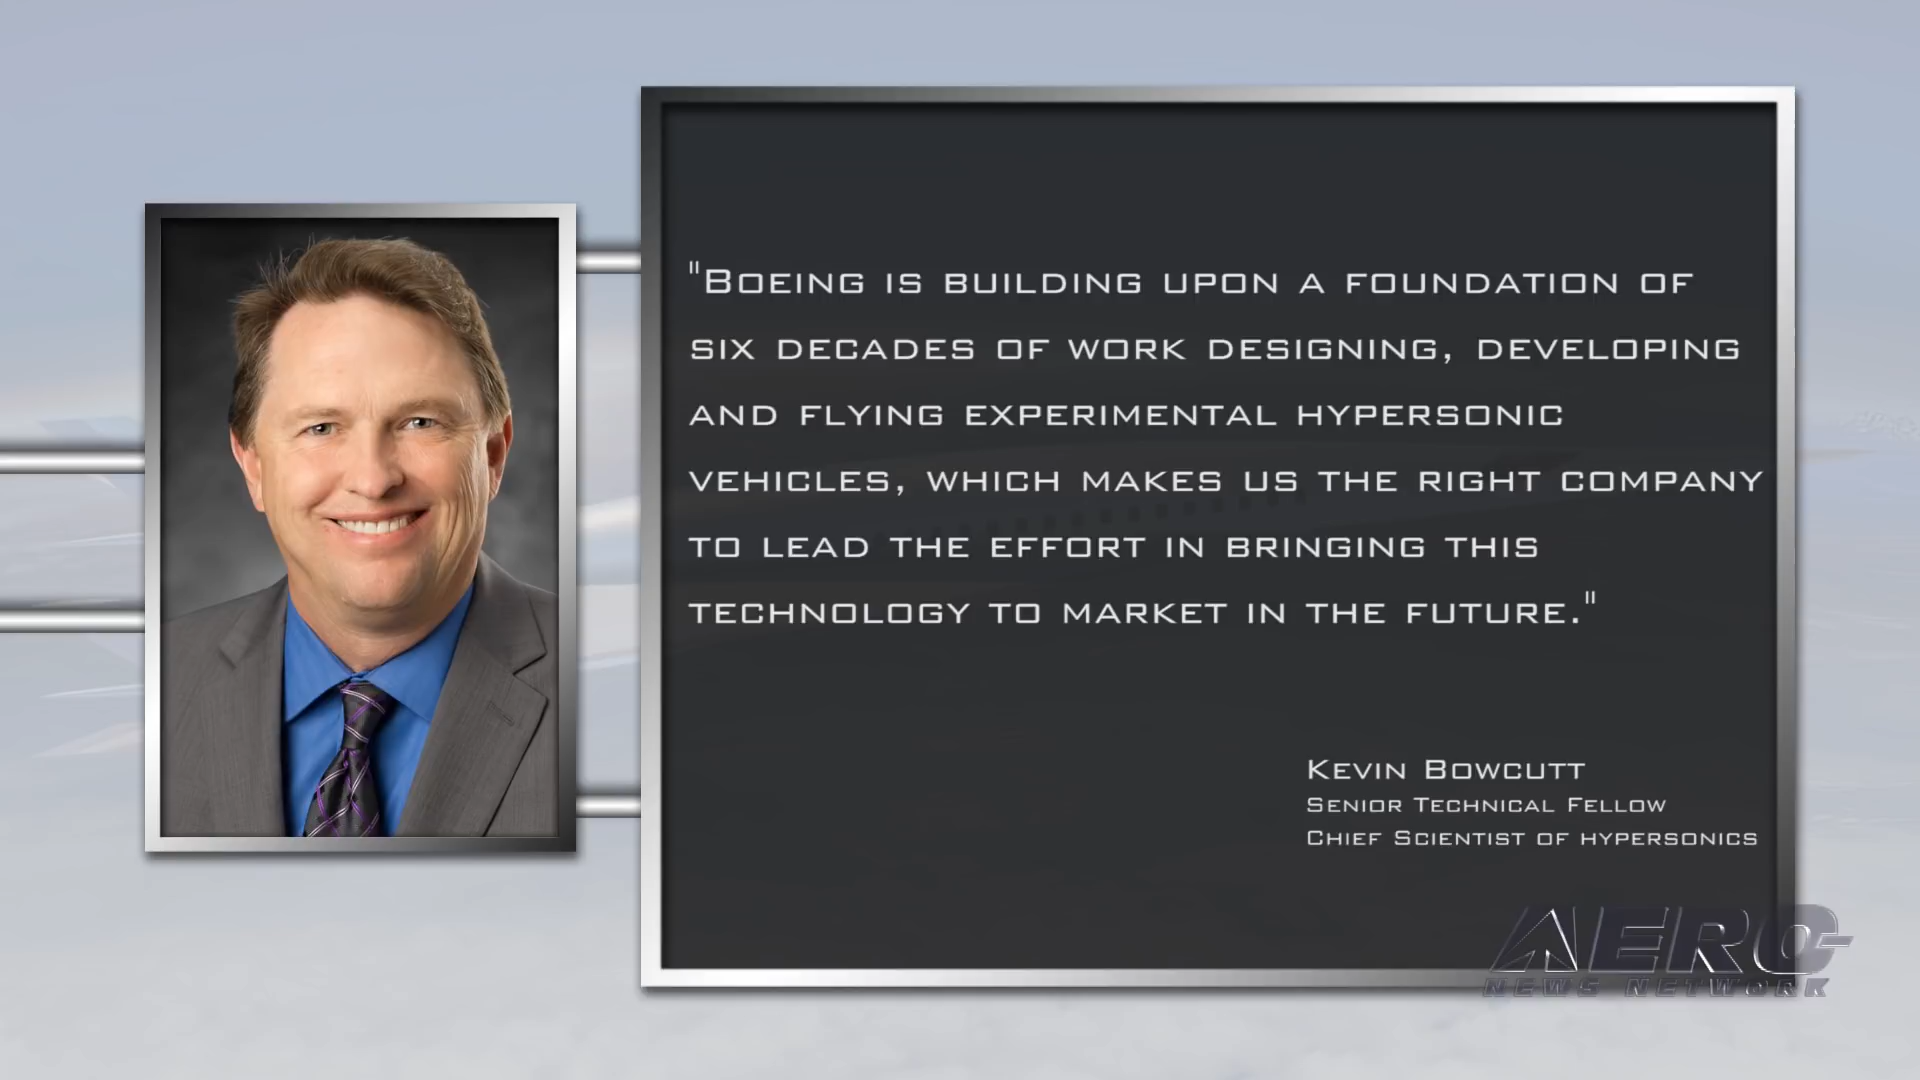 "Boeing is building upon a foundation of
six decades of work designing, developing
and flying experimental hypersonic
vehicles, which makes us the right company
to lead the effort in bringing this
technology to market in the future."
Kevin Bowcutt
Senior Technical Fellow
Chief Scientist of hypersonics
AERO-
NEWS NETWORK